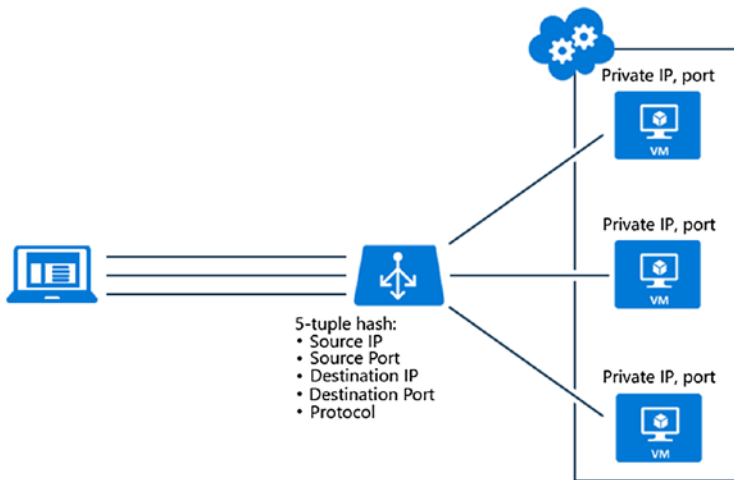 Private IP, port
VM
Private IP, port
VM
5-tuple hash:
• Source IP
• Source Port
• Destination IP
• Destination Port
• Protocol
Private IP, port
VM